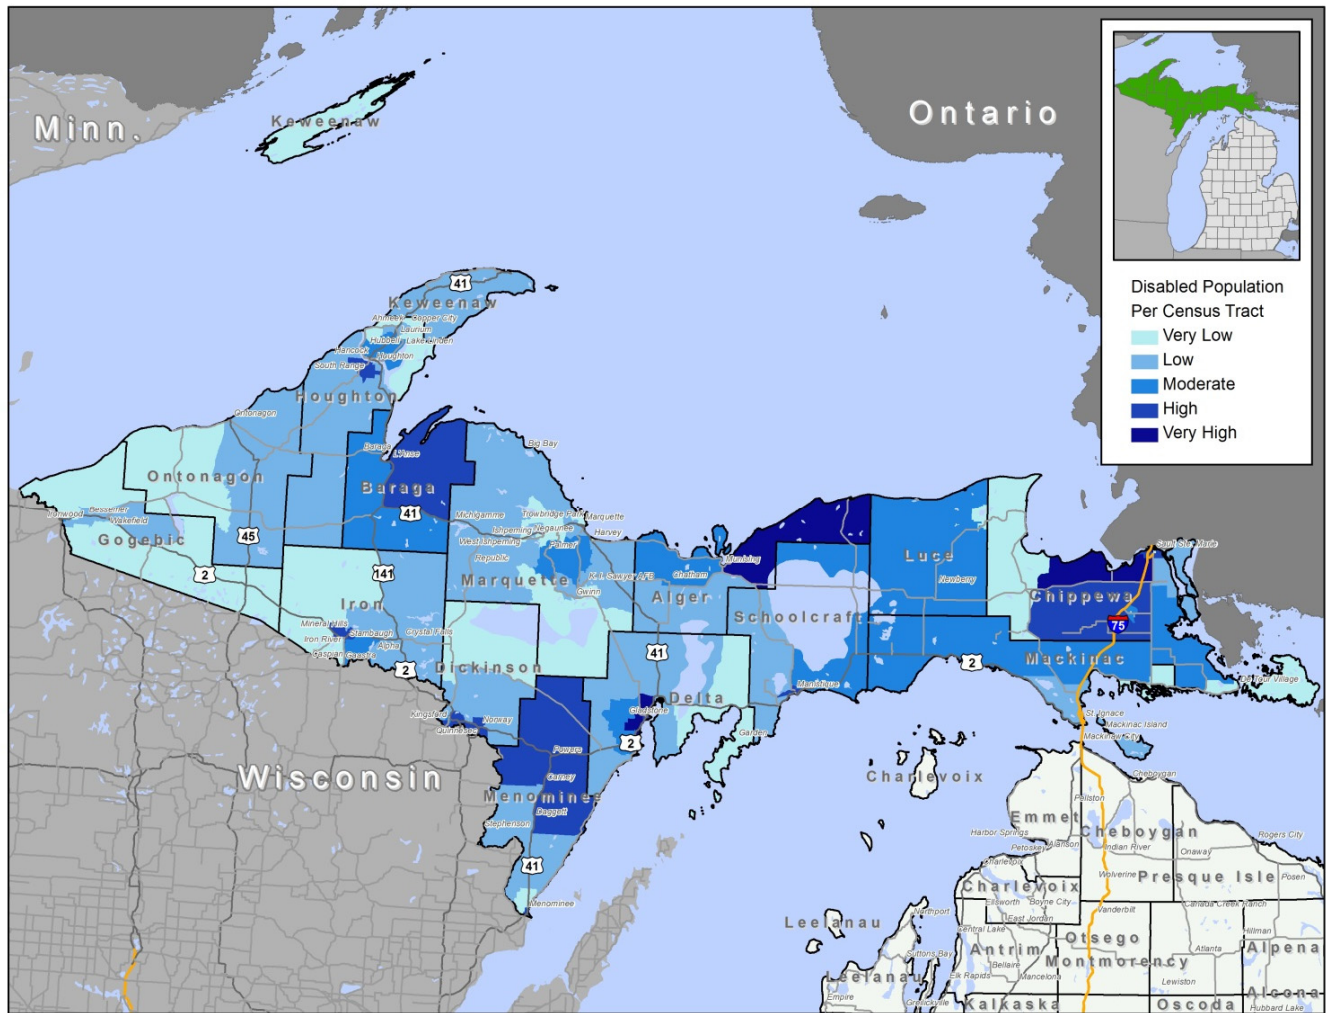 Minn.
Keweenaw
Ontario
Disabled Population
Per Census Tract
Very Low
Low
Moderate
High
Very High
41
Keweenaw
Ahmeek
Copper City
Laurium
Hubbell
Lake Linden
Hancock
Houghton
South Range
Houghton
Ontonagon
Baraga
L'Anse
Big Bay
Ontonagon
Baraga
41
Michigamme
Trowbridge Park
Marquette
Ironwood
Bessemer
Wakefield
Ishpeming
Negaunee
Harvey
Gogebic
45
West Ishpeming
Palmer
Republic
Sault Ste. Marie
Luce
Munising
2
141
Marquette
K.I. Sawyer AFB
Chatham
Newberry
Gwinn
Alger
Chippewa
Iron
Schoolcraft
75
Mineral Hills
Stambaugh
Iron River
Alpha
Crystal Falls
Caspian
Gaastra
41
Mackinac
2
2
Dickinson
De Tour Village
Manistique
Delta
Gladstone
Kingsford
Norway
Quinnesec
St. Ignace
Mackinac Island
Garden
Mackinaw City
2
Powers
Wisconsin
Carney
Charlevoix
Cheboygan
Menominee
Pellston
Daggett
Emmet
Stephenson
Harbor Springs
Cheboygan
Rogers City
Petoskey
Alanson
Indian River
Onaway
41
Charlevoix
Wolverine
Presque Isle
Posen
Charlevoix
Menominee
Ellsworth
Boyne City
Canada Creek Ranch
Northport
Vanderbilt
Leelanau
East Jordan
Central Lake
Hillman
Otsego
Antrim
Atlanta
Alpena
Suttons Bay
Bellaire
Montmorency
Leelanau
Elk Rapids
Mancelona
Lewiston
Empire
Alcona
Greilickville
Kalkaska
Oscoda
Hubbard Lake